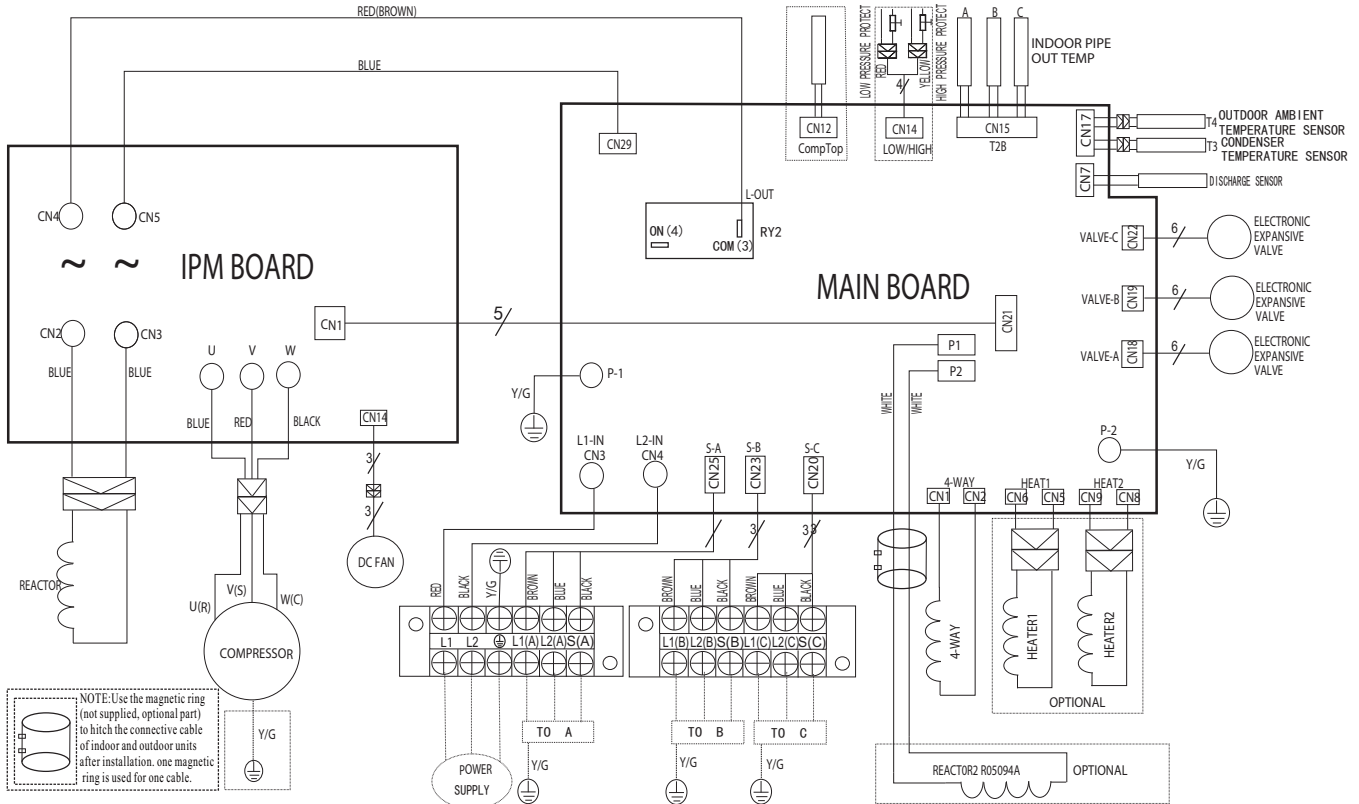 RED(BROWN)
BLUE
CN4
CN5
~
~
IPM BOARD
CN2
CN3
BLUE
BLUE
U
V
W
BLUE
RED
BLACK
CN1
5
CN14
3
3
DC FAN
REACTOR
U(R)
V(S)
W(C)
COMPRESSOR
Y/G
NOTE:Use the magnetic ring
(not supplied, optional part)
to hitch the connective cable
of indoor and outdoor units
after installation. one magnetic
ring is used for one cable.
CN29
CN12
CompTop
LOW PRESSURE PROTECT
RED
YELLOW
HIGH PRESSURE PROTECT
4
CN14
LOW/HIGH
A
B
C
INDOOR PIPE
OUT TEMP
CN15
T2B
CN17
T4
OUTDOOR AMBIENT
TEMPERATURE SENSOR
T3
CONDENSER
TEMPERATURE SENSOR
CN7
DISCHARGE SENSOR
L-OUT
ON (4)
COM (3)
RY2
MAIN BOARD
CN21
VALVE-C
CN22
6
ELECTRONIC
EXPANSIVE
VALVE
VALVE-B
CN19
6
ELECTRONIC
EXPANSIVE
VALVE
VALVE-A
CN18
6
ELECTRONIC
EXPANSIVE
VALVE
P1
P2
WHITE
WHITE
P-1
Y/G
P-2
Y/G
L1-IN
CN3
L2-IN
CN4
S-A
CN25
S-B
CN23
S-C
CN20
3
33
4-WAY
CN1
CN2
HEAT1
CN6
CN5
HEAT2
CN9
CN8
RED
BLACK
Y/G
BROWN
BLUE
BLACK
L1
L2
L1(A)
L2(A)
S(A)
BROWN
BLUE
BLACK
BROWN
BLUE
BLACK
L1(B)
L2(B)
S(B)
L1(C)
L2(C)
S(C)
POWER
SUPPLY
TO A
Y/G
TO B
Y/G
TO C
Y/G
4-WAY
HEATER1
HEATER2
OPTIONAL
REACTOR2 R05094A
OPTIONAL